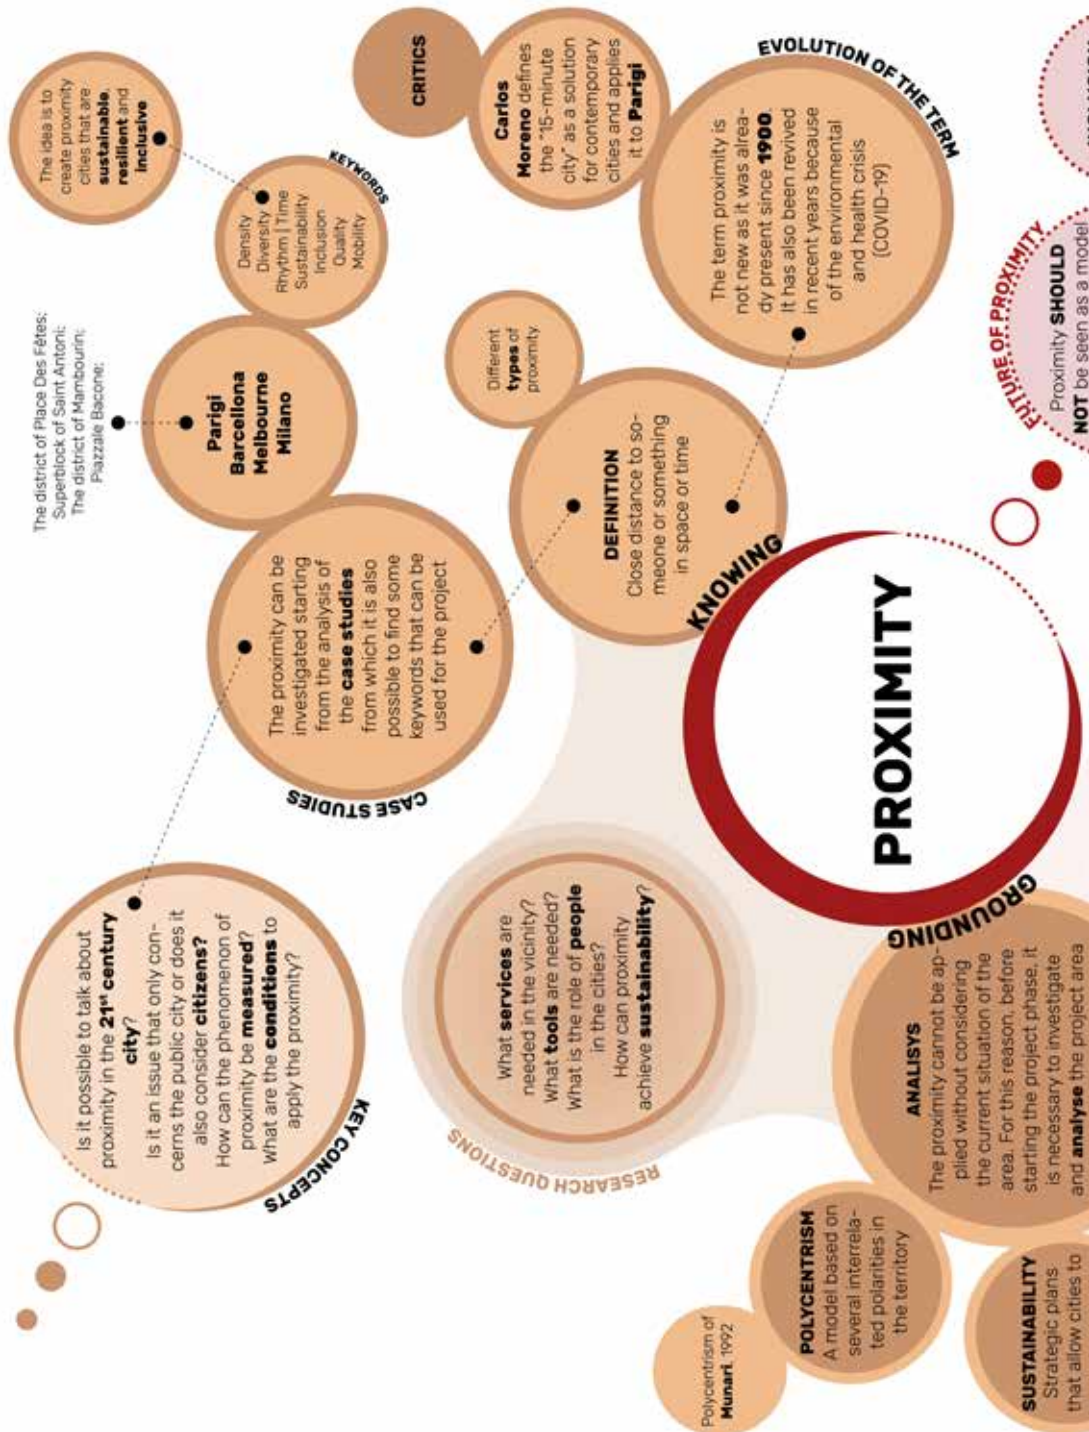 Is it possible to talk about
proximity in the 21st century
city?
Is it an issue that only con-
cerns the public city or does it
also consider citizens?
How can the phenomenon of
proximity be measured?
What are the conditions to
apply the proximity?
KEY CONCEPTS
The district of Place Des Fêtes;
Superblock of Saint Antoni;
The district of Mambourin;
Piazzale Bacone;
The idea is to
create proximity
cities that are
sustainable,
resilient and
inclusive
Parigi
Barcellona
Melbourne
Milano
Density
Diversity
Rhythm | Time
Sustainability
Inclusion
Quality
Mobility
KEYWORDS
The proximity can be
investigated starting
from the analysis of
the case studies
from which it is also
possible to find some
keywords that can be
used for the project
CASE STUDIES
CRITICS
Carlos
Moreno defines
the "15-minute
city" as a solution
for contemporary
cities and applies
it to Parigi
Different
types of
proximity
RESEARCH QUESTIONS
What services are
needed in the vicinity?
What tools are needed?
What is the role of people
in the cities?
How can proximity
achieve sustainability?
DEFINITION
Close distance to so-
meone or something
in space or time
KNOWING
EVOLUTION OF THE TERM
The term proximity is
not new as it was alrea-
dy present since 1900.
It has also been revived
in recent years because
of the environmental
and health crisis
(COVID-19)
Polycentrism of
Munari, 1992
POLYCENTRISM
A model based on
several interrela-
ted polarities in
the territory
PROXIMITY
GROUNDING
ANALISYS
The proximity cannot be ap-
plied without considering
the current situation of the
area. For this reason, before
starting the project phase, it
is necessary to investigate
and analyse the project area
FUTURE OF PROXIMITY
Proximity SHOULD
NOT be seen as a model
SUSTAINABILITY
Strategic plans
that allow cities to